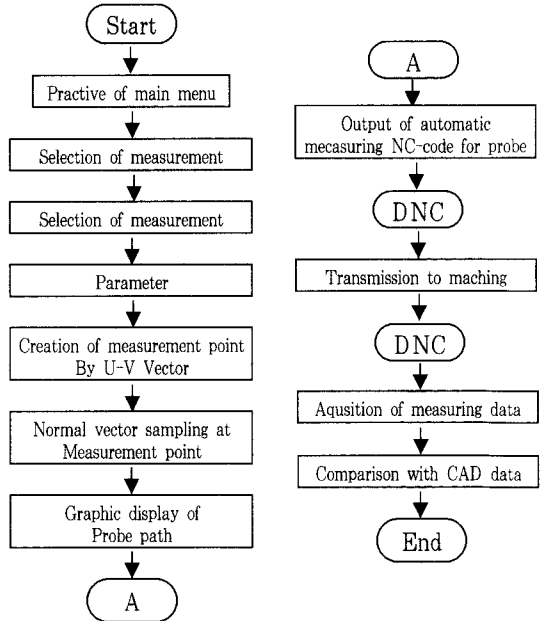 Start
Practive of main menu
Selection of measurement
Selection of measurement
Parameter
Creation of measurement point
By U-V Vector
Normal vector sampling at
Measurement point
Graphic display of
Probe path
A
A
Output of automatic
mecasuring NC-code for probe
DNC
Transmission to maching
DNC
Aqusition of measuring data
Comparison with CAD data
End